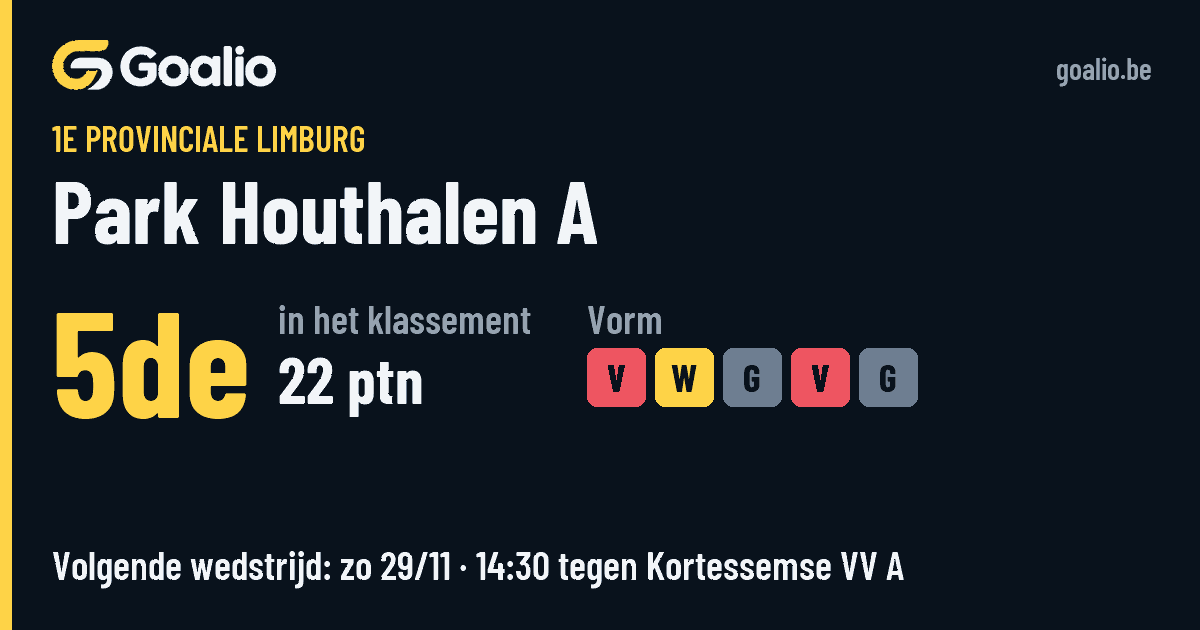 Goalio
goalio.be
1E PROVINCIALE LIMBURG
Park Houthalen A
5de
in het klassement
22 ptn
Vorm
V W G V G
Volgende wedstrijd: zo 29/11 · 14:30 tegen Kortessemse VV A